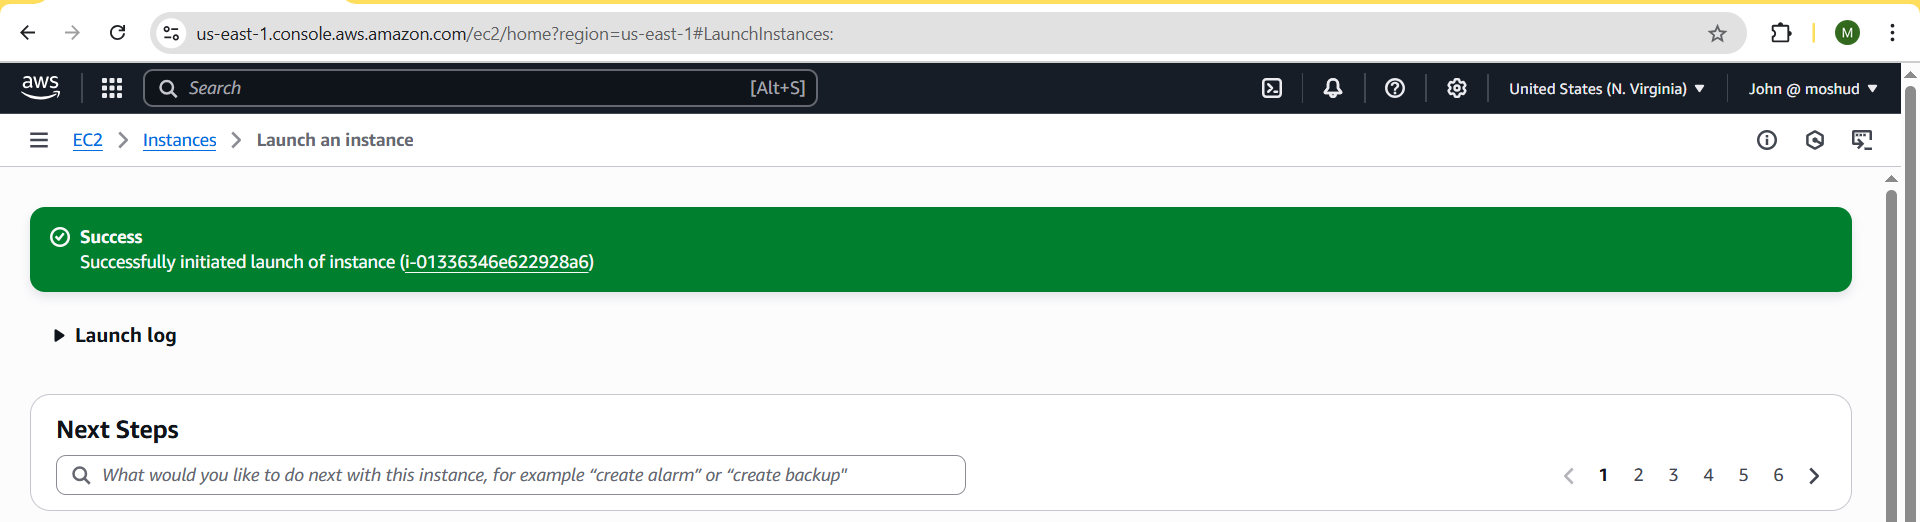 us-east-1.console.aws.amazon.com/ec2/home?region=us-east-1#LaunchInstances:
M
aws
Search
[Alt+S]
United States (N. Virginia)
John @ moshud
EC2
Instances
Launch an instance
Success
Successfully initiated launch of instance (i-01336346e622928a6)
Launch log
Next Steps
What would you like to do next with this instance, for example “create alarm” or “create backup"
1 2 3 4 5 6